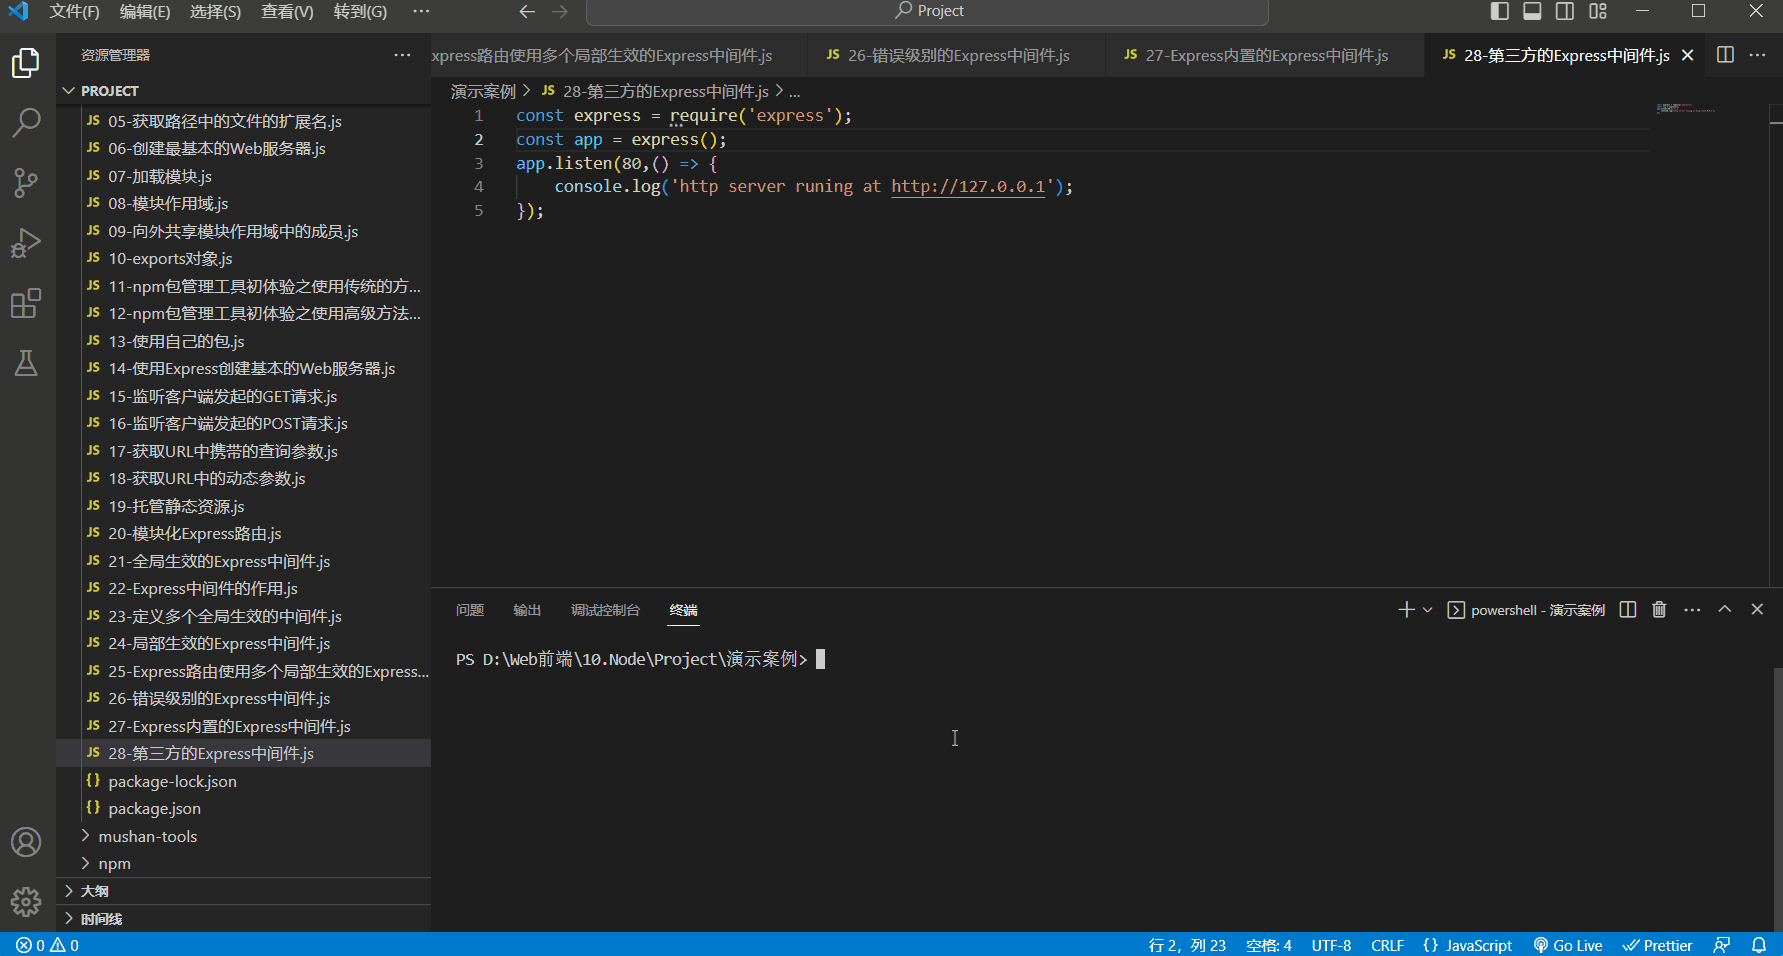 文件(F) 编辑(E) 选择(S) 查看(V) 转到(G) ··· Project
资源管理器
xpress路由使用多个局部生效的Express中间件.js JS 26-错误级别的Express中间件.js JS 27-Express内置的Express中间件.js JS 28-第三方的Express中间件.js
PROJECT
JS 05-获取路径中的文件的扩展名.js
JS 06-创建最基本的Web服务器.js
JS 07-加载模块.js
JS 08-模块作用域.js
JS 09-向外共享模块作用域中的成员.js
JS 10-exports对象.js
JS 11-npm包管理工具初体验之使用传统的方...
JS 12-npm包管理工具初体验之使用高级方法...
JS 13-使用自己的包.js
JS 14-使用Express创建基本的Web服务器.js
JS 15-监听客户端发起的GET请求.js
JS 16-监听客户端发起的POST请求.js
JS 17-获取URL中携带的查询参数.js
JS 18-获取URL中的动态参数.js
JS 19-托管静态资源.js
JS 20-模块化Express路由.js
JS 21-全局生效的Express中间件.js
JS 22-Express中间件的作用.js
JS 23-定义多个全局生效的中间件.js
JS 24-局部生效的Express中间件.js
JS 25-Express路由使用多个局部生效的Express...
JS 26-错误级别的Express中间件.js
JS 27-Express内置的Express中间件.js
JS 28-第三方的Express中间件.js
{} package-lock.json
{} package.json
mushan-tools
npm
大纲
时间线
演示案例 > JS 28-第三方的Express中间件.js > ...
1 const express = require('express');
2 const app = express();
3 app.listen(80,() => {
4 console.log('http server runing at http://127.0.0.1');
5 });
问题 输出 调试控制台 终端 powershell - 演示案例
PS D:\Web前端\10.Node\Project\演示案例>
0 0 行 2，列 23 空格: 4 UTF-8 CRLF {} JavaScript Go Live Prettier